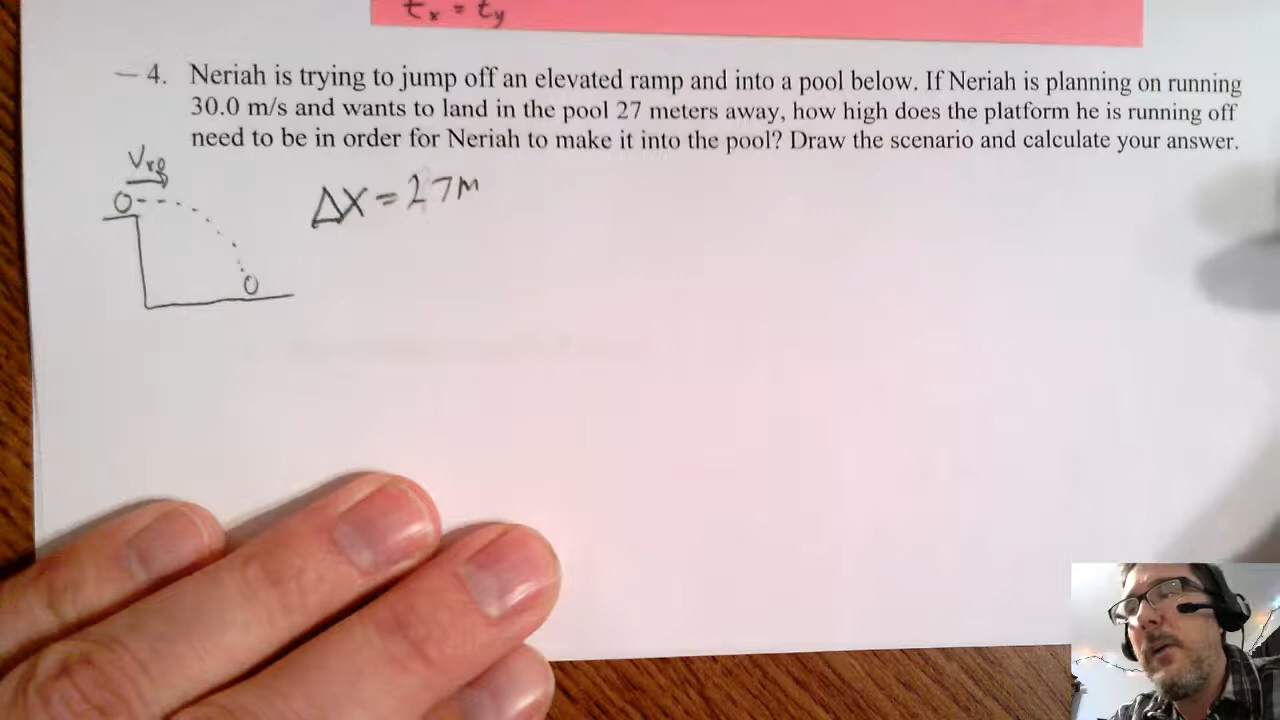 tx = ty
— 4. Neriah is trying to jump off an elevated ramp and into a pool below. If Neriah is planning on running
30.0 m/s and wants to land in the pool 27 meters away, how high does the platform he is running off
need to be in order for Neriah to make it into the pool? Draw the scenario and calculate your answer.
ΔX = 27m